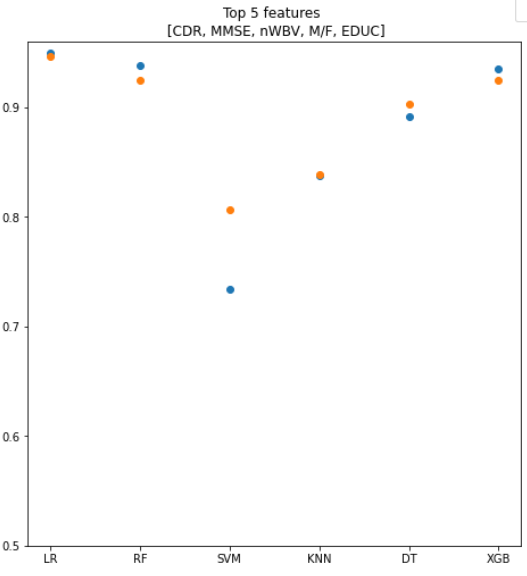 Top 5 features
[CDR, MMSE, nWBV, M/F, EDUC]
0.9
0.8
0.7
0.6
0.5
LR RF SVM KNN DT XGB